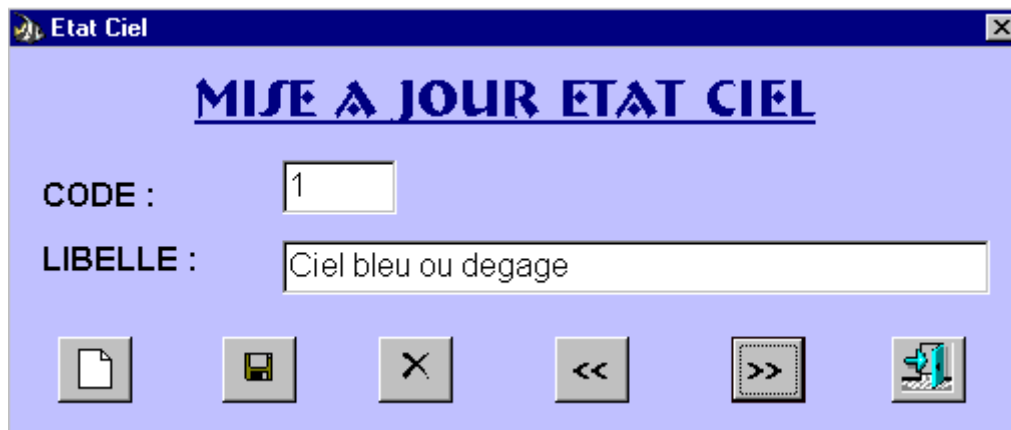 Etat Ciel
MISE A JOUR ETAT CIEL
CODE : 1
LIBELLE : Ciel bleu ou degage
<< >>